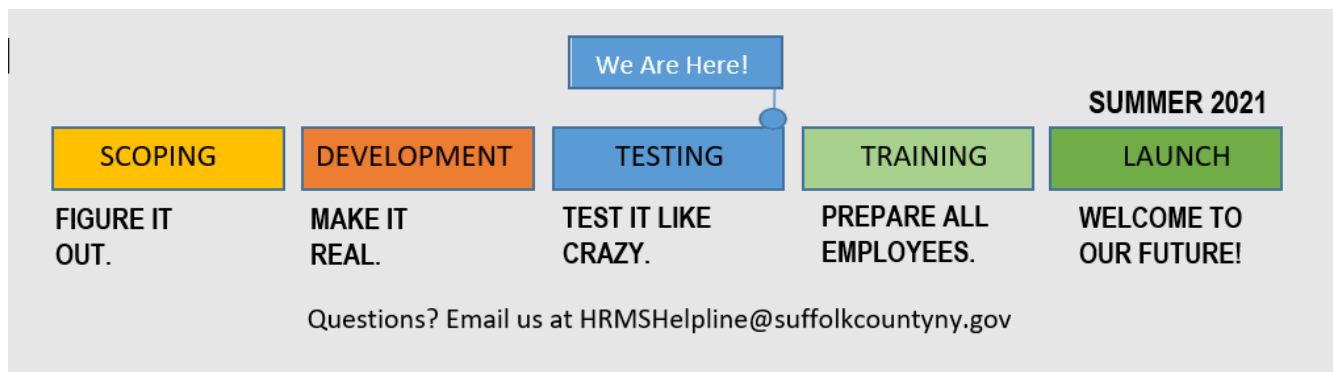 We Are Here!
SUMMER 2021
SCOPING
DEVELOPMENT
TESTING
TRAINING
LAUNCH
FIGURE IT
OUT.
MAKE IT
REAL.
TEST IT LIKE
CRAZY.
PREPARE ALL
EMPLOYEES.
WELCOME TO
OUR FUTURE!
Questions? Email us at HRMSHelpline@suffolkcountyny.gov